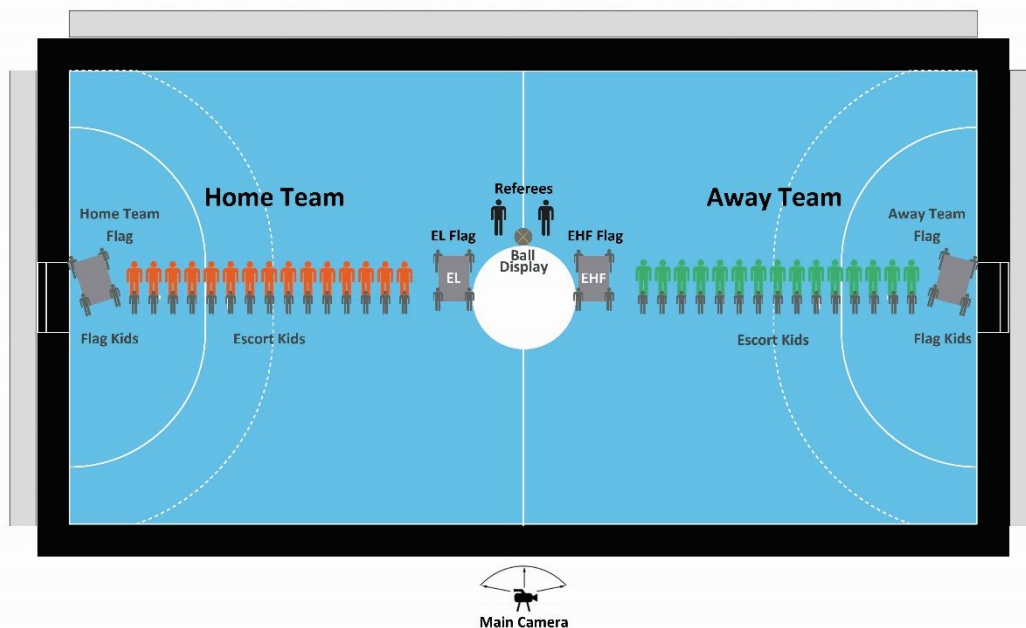 Home Team
Referees
Away Team
Home Team
Flag
EL Flag
EHF Flag
Away Team
Flag
Ball
Display
EL
EHF
Flag Kids
Escort Kids
Escort Kids
Flag Kids
Main Camera